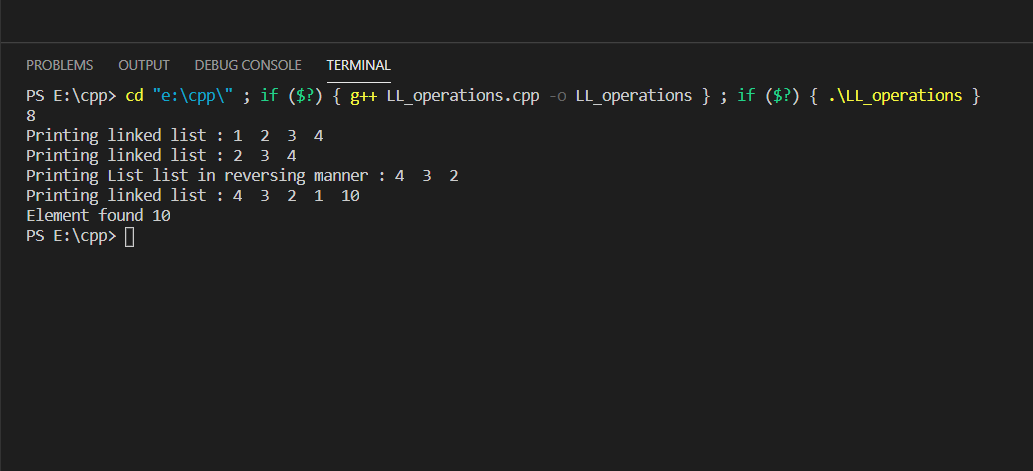 PROBLEMS OUTPUT DEBUG CONSOLE TERMINAL
PS E:\cpp> cd "e:\cpp\" ; if ($?) { g++ LL_operations.cpp -o LL_operations } ; if ($?) { .\LL_operations }
8
Printing linked list : 1  2  3  4
Printing linked list : 2  3  4
Printing List list in reversing manner : 4  3  2
Printing linked list : 4  3  2  1  10
Element found 10
PS E:\cpp>